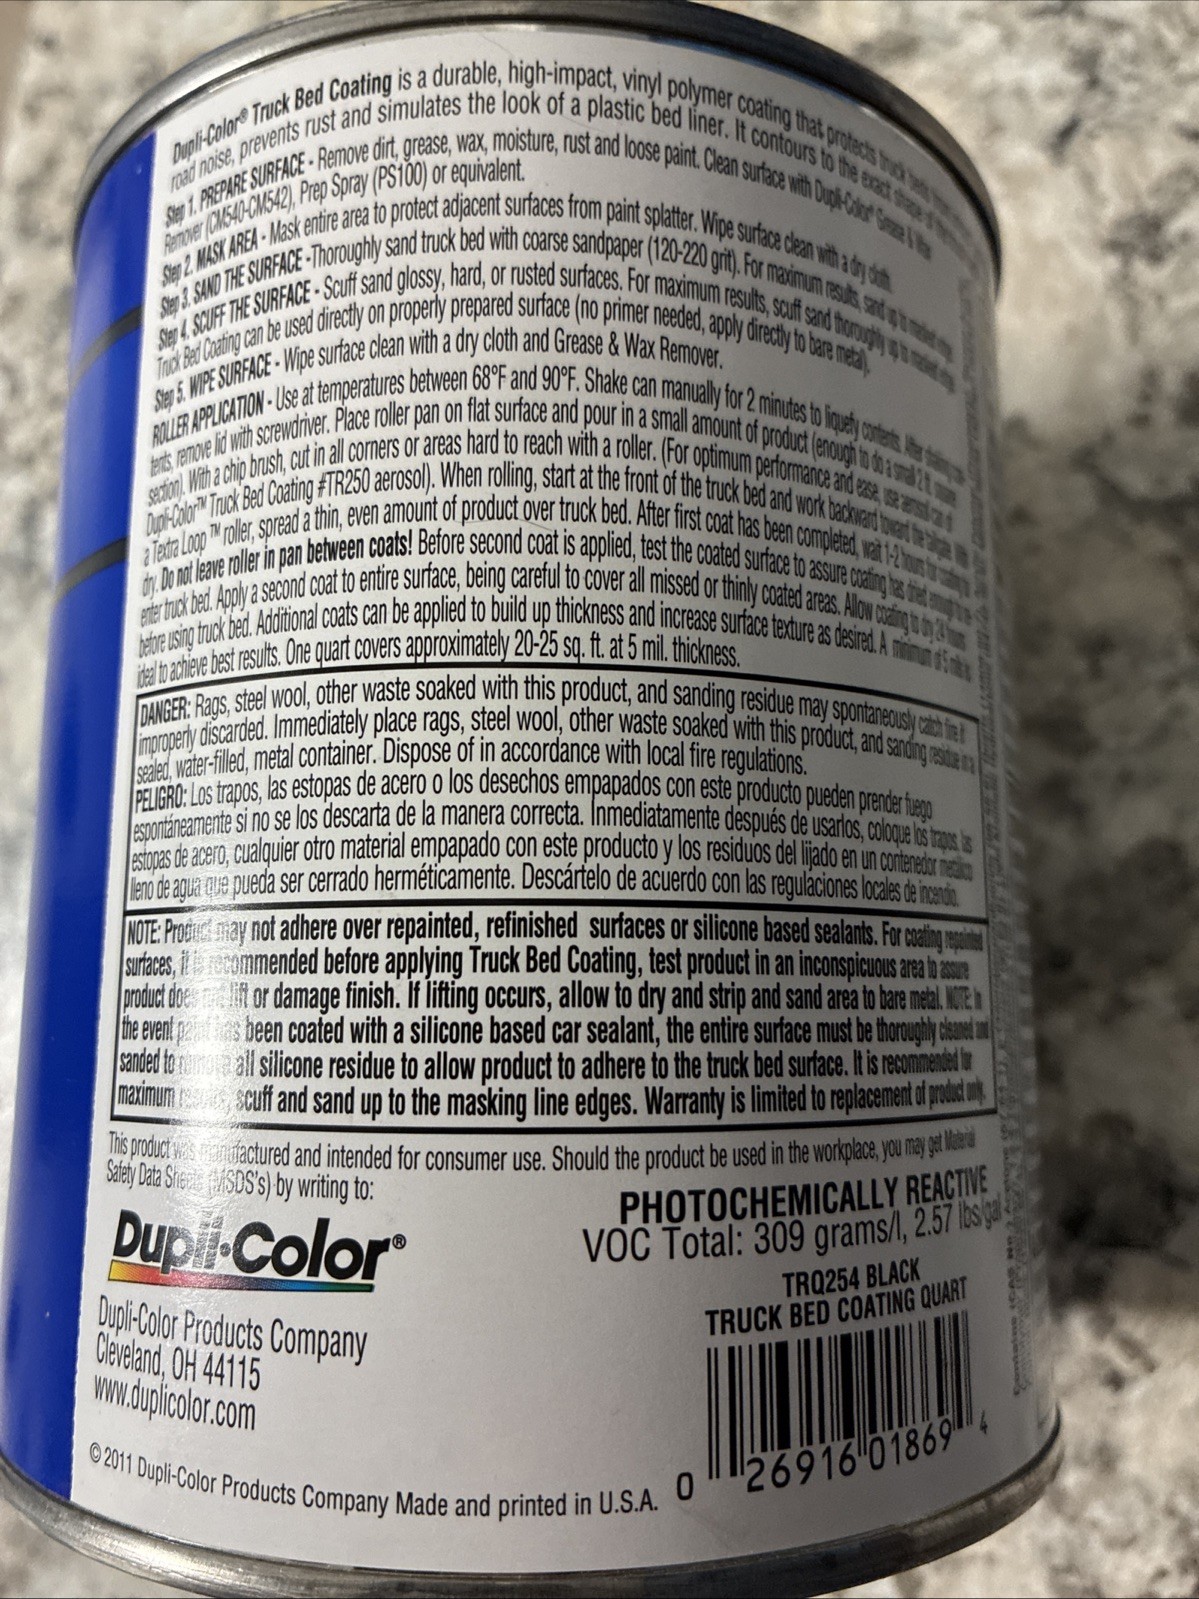 Dupli-Color® Truck Bed Coating is a durable, high-impact, vinyl polymer coating that protects truck beds
road noise, prevents rust and simulates the look of a plastic bed liner. It contours to the exact shape of
Step 1. PREPARE SURFACE - Remove dirt, grease, wax, moisture, rust and loose paint. Clean surface with Dupli-Color® Grease & Wax
Remover (CM540-CM542), Prep Spray (PS100) or equivalent.
Step 2. MASK AREA - Mask entire area to protect adjacent surfaces from paint splatter. Wipe surface clean with a dry cloth.
Step 3. SAND THE SURFACE -Thoroughly sand truck bed with coarse sandpaper (120-220 grit). For maximum results, sand up to masked
Step 4. SCUFF THE SURFACE - Scuff sand glossy, hard, or rusted surfaces. For maximum results, scuff sand thoroughly up to masked
Truck Bed Coating can be used directly on properly prepared surface (no primer needed, apply directly to bare metal).
Step 5. WIPE SURFACE - Wipe surface clean with a dry cloth and Grease & Wax Remover.
ROLLER APPLICATION - Use at temperatures between 68°F and 90°F. Shake can manually for 2 minutes to liquefy contents. After shaking
tents, remove lid with screwdriver. Place roller pan on flat surface and pour in a small amount of product (enough to do a small 2 ft. square
section). With a chip brush, cut in all corners or areas hard to reach with a roller. (For optimum performance and ease, use aerosol can of
Dupli-Color™ Truck Bed Coating #TR250 aerosol). When rolling, start at the front of the truck bed and work backward toward the tailgate. With
a Textra Loop™ roller, spread a thin, even amount of product over truck bed. After first coat has been completed, wait 1-2 hours for coating to
dry. Do not leave roller in pan between coats! Before second coat is applied, test the coated surface to assure coating has dried enough to re-
enter truck bed. Apply a second coat to entire surface, being careful to cover all missed or thinly coated areas. Allow coating to dry 24 hours
before using truck bed. Additional coats can be applied to build up thickness and increase surface texture as desired. A minimum of 5 mils is
ideal to achieve best results. One quart covers approximately 20-25 sq. ft. at 5 mil. thickness.
DANGER: Rags, steel wool, other waste soaked with this product, and sanding residue may spontaneously catch fire if
improperly discarded. Immediately place rags, steel wool, other waste soaked with this product, and sanding residue in a
sealed, water-filled, metal container. Dispose of in accordance with local fire regulations.
PELIGRO: Los trapos, las estopas de acero o los desechos empapados con este producto pueden prender fuego
espontáneamente si no se los descarta de la manera correcta. Inmediatamente después de usarlos, coloque los trapos, las
estopas de acero, cualquier otro material empapado con este producto y los residuos del lijado en un contenedor metálico
lleno de agua que pueda ser cerrado herméticamente. Descártelo de acuerdo con las regulaciones locales de incendio.
NOTE: Product may not adhere over repainted, refinished surfaces or silicone based sealants. For coating repainted
surfaces, it is recommended before applying Truck Bed Coating, test product in an inconspicuous area to assure
product does not lift or damage finish. If lifting occurs, allow to dry and strip and sand area to bare metal. NOTE: In
the event paint has been coated with a silicone based car sealant, the entire surface must be thoroughly cleaned and
sanded to remove all silicone residue to allow product to adhere to the truck bed surface. It is recommended for
maximum results, scuff and sand up to the masking line edges. Warranty is limited to replacement of product only.
This product was manufactured and intended for consumer use. Should the product be used in the workplace, you may get Material
Safety Data Sheets (MSDS's) by writing to:
PHOTOCHEMICALLY REACTIVE
VOC Total: 309 grams/l, 2.57 lbs/gal
Dupli-Color®
TRQ254 BLACK
TRUCK BED COATING QUART
Dupli-Color Products Company
Cleveland, OH 44115
www.duplicolor.com
© 2011 Dupli-Color Products Company Made and printed in U.S.A.
0 26916 01869 4